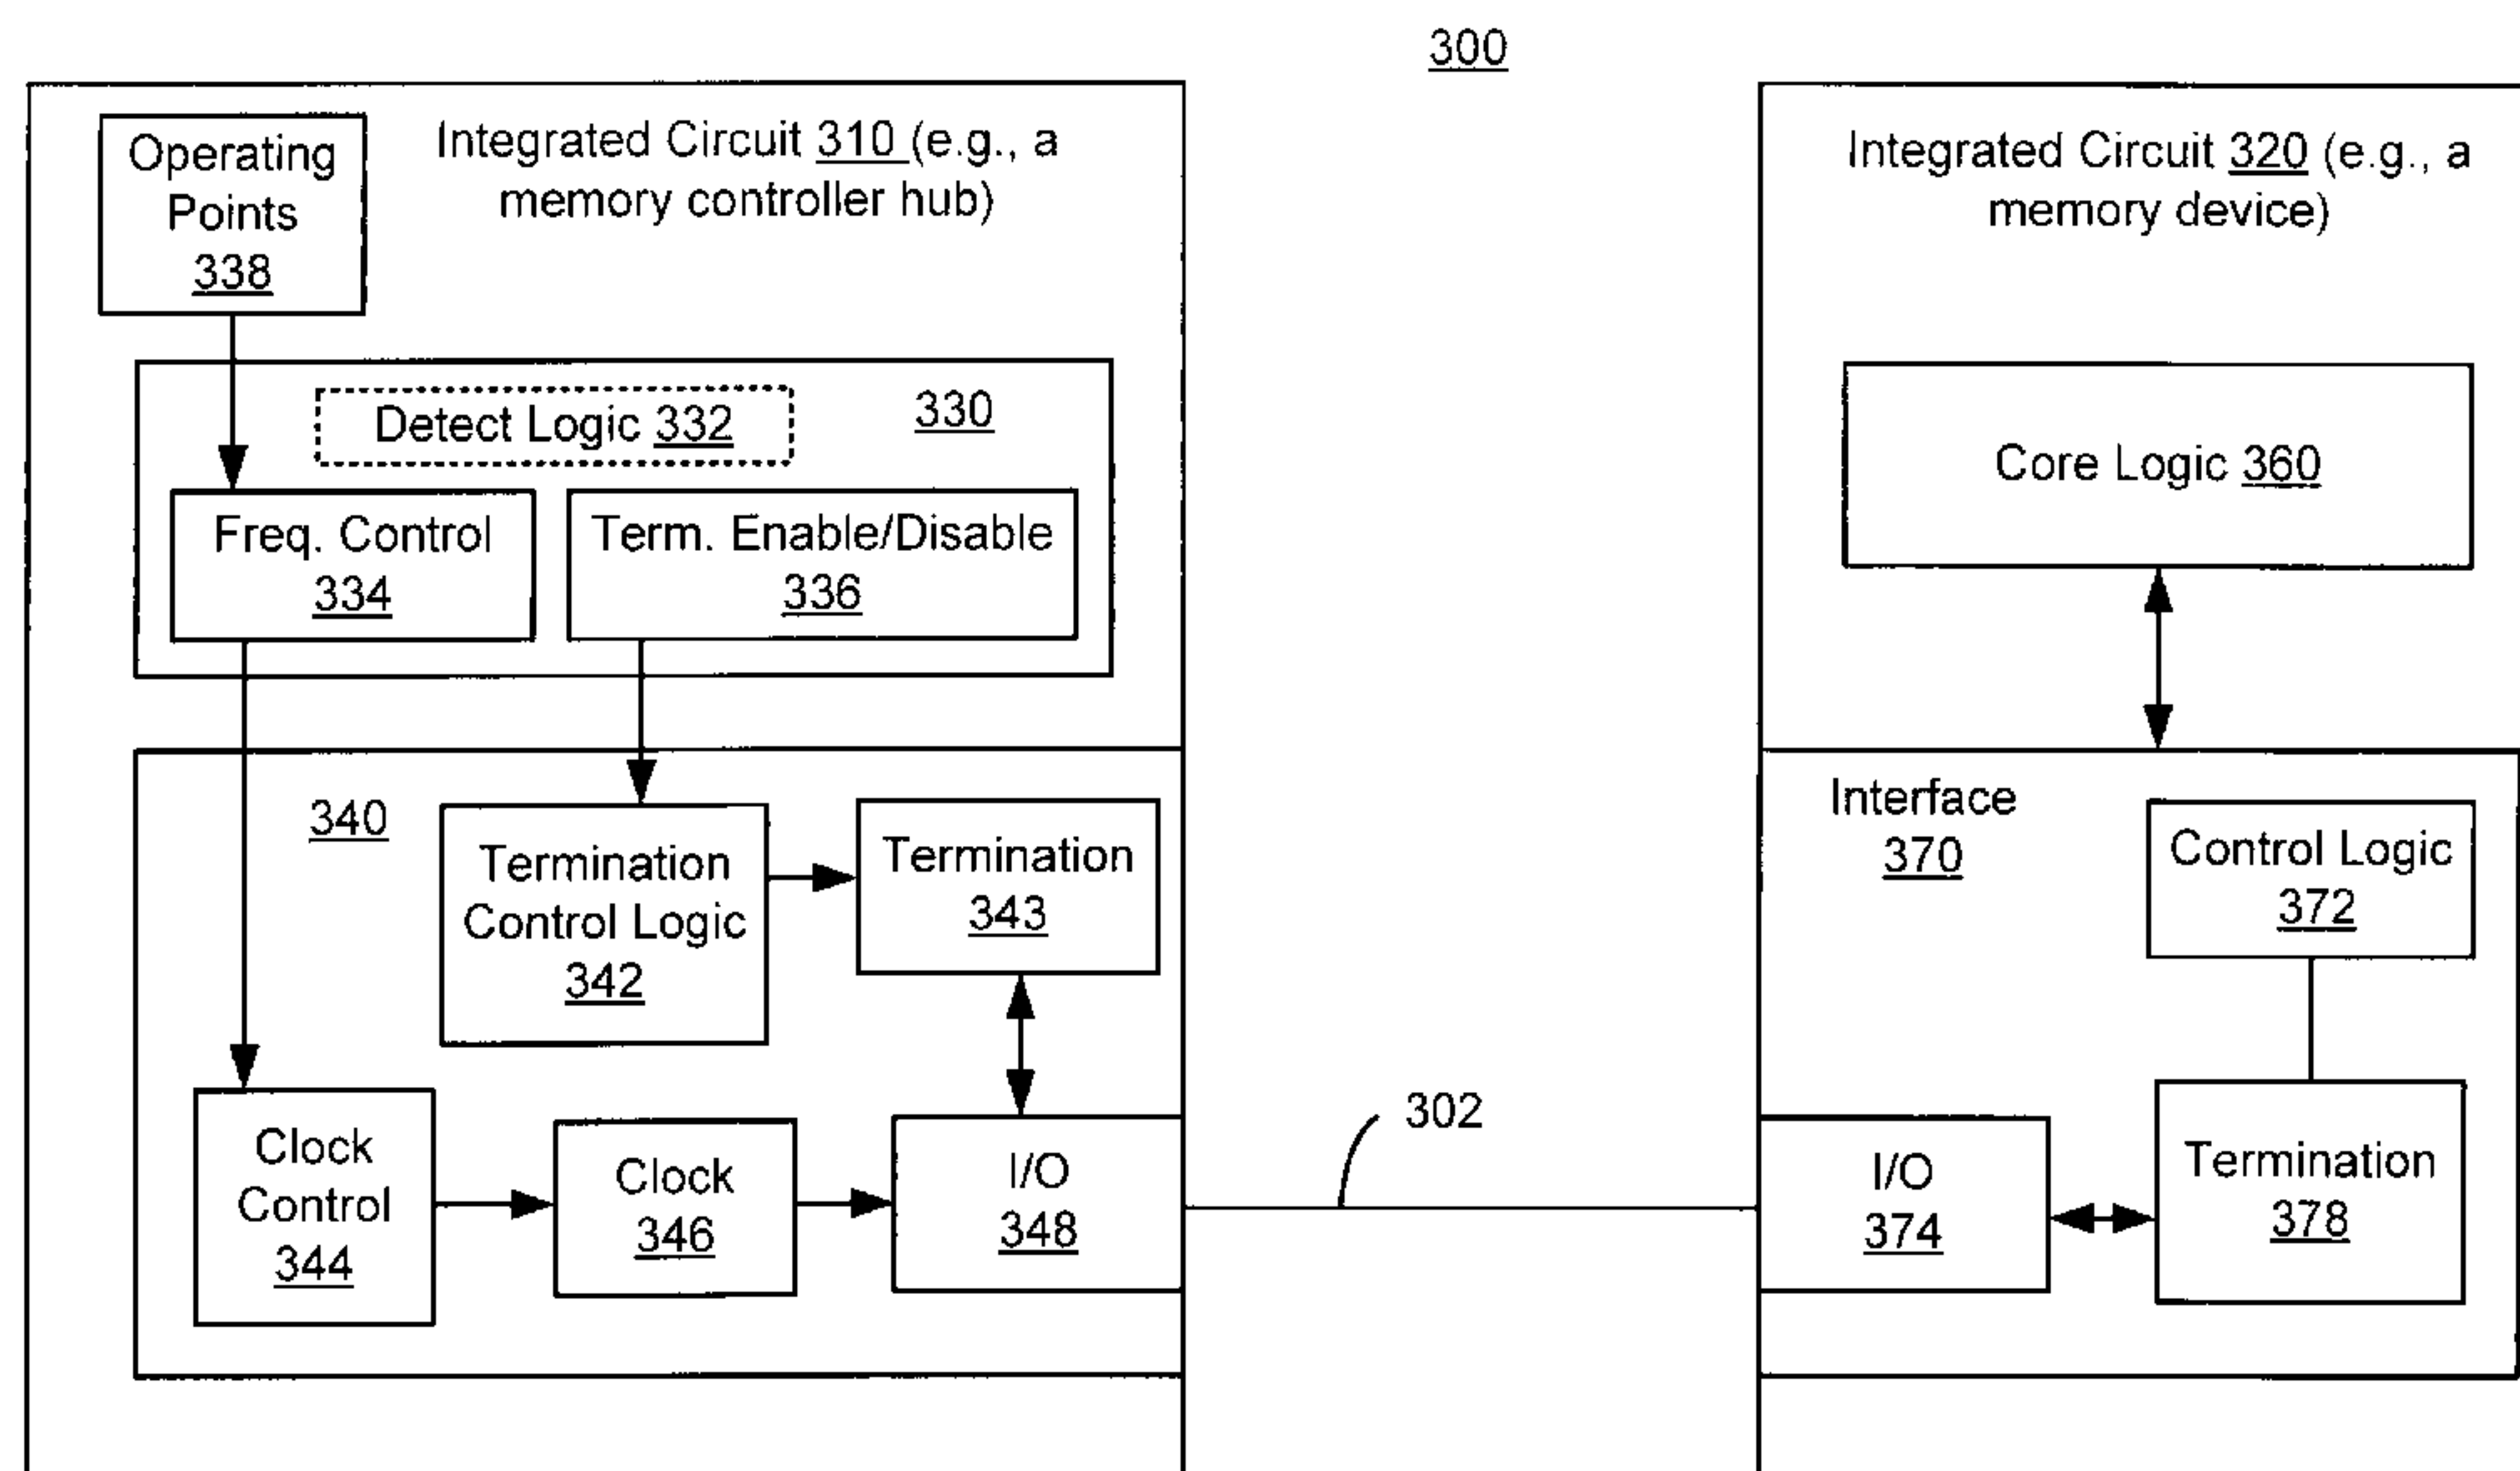 300
Integrated Circuit 310 (e.g., a
memory controller hub)
Operating
Points
338
Detect Logic 332
330
Freq. Control
334
Term. Enable/Disable
336
340
Termination
Control Logic
342
Termination
343
Clock
Control
344
Clock
346
I/O
348
302
Integrated Circuit 320 (e.g., a
memory device)
Core Logic 360
Interface
370
Control Logic
372
I/O
374
Termination
378